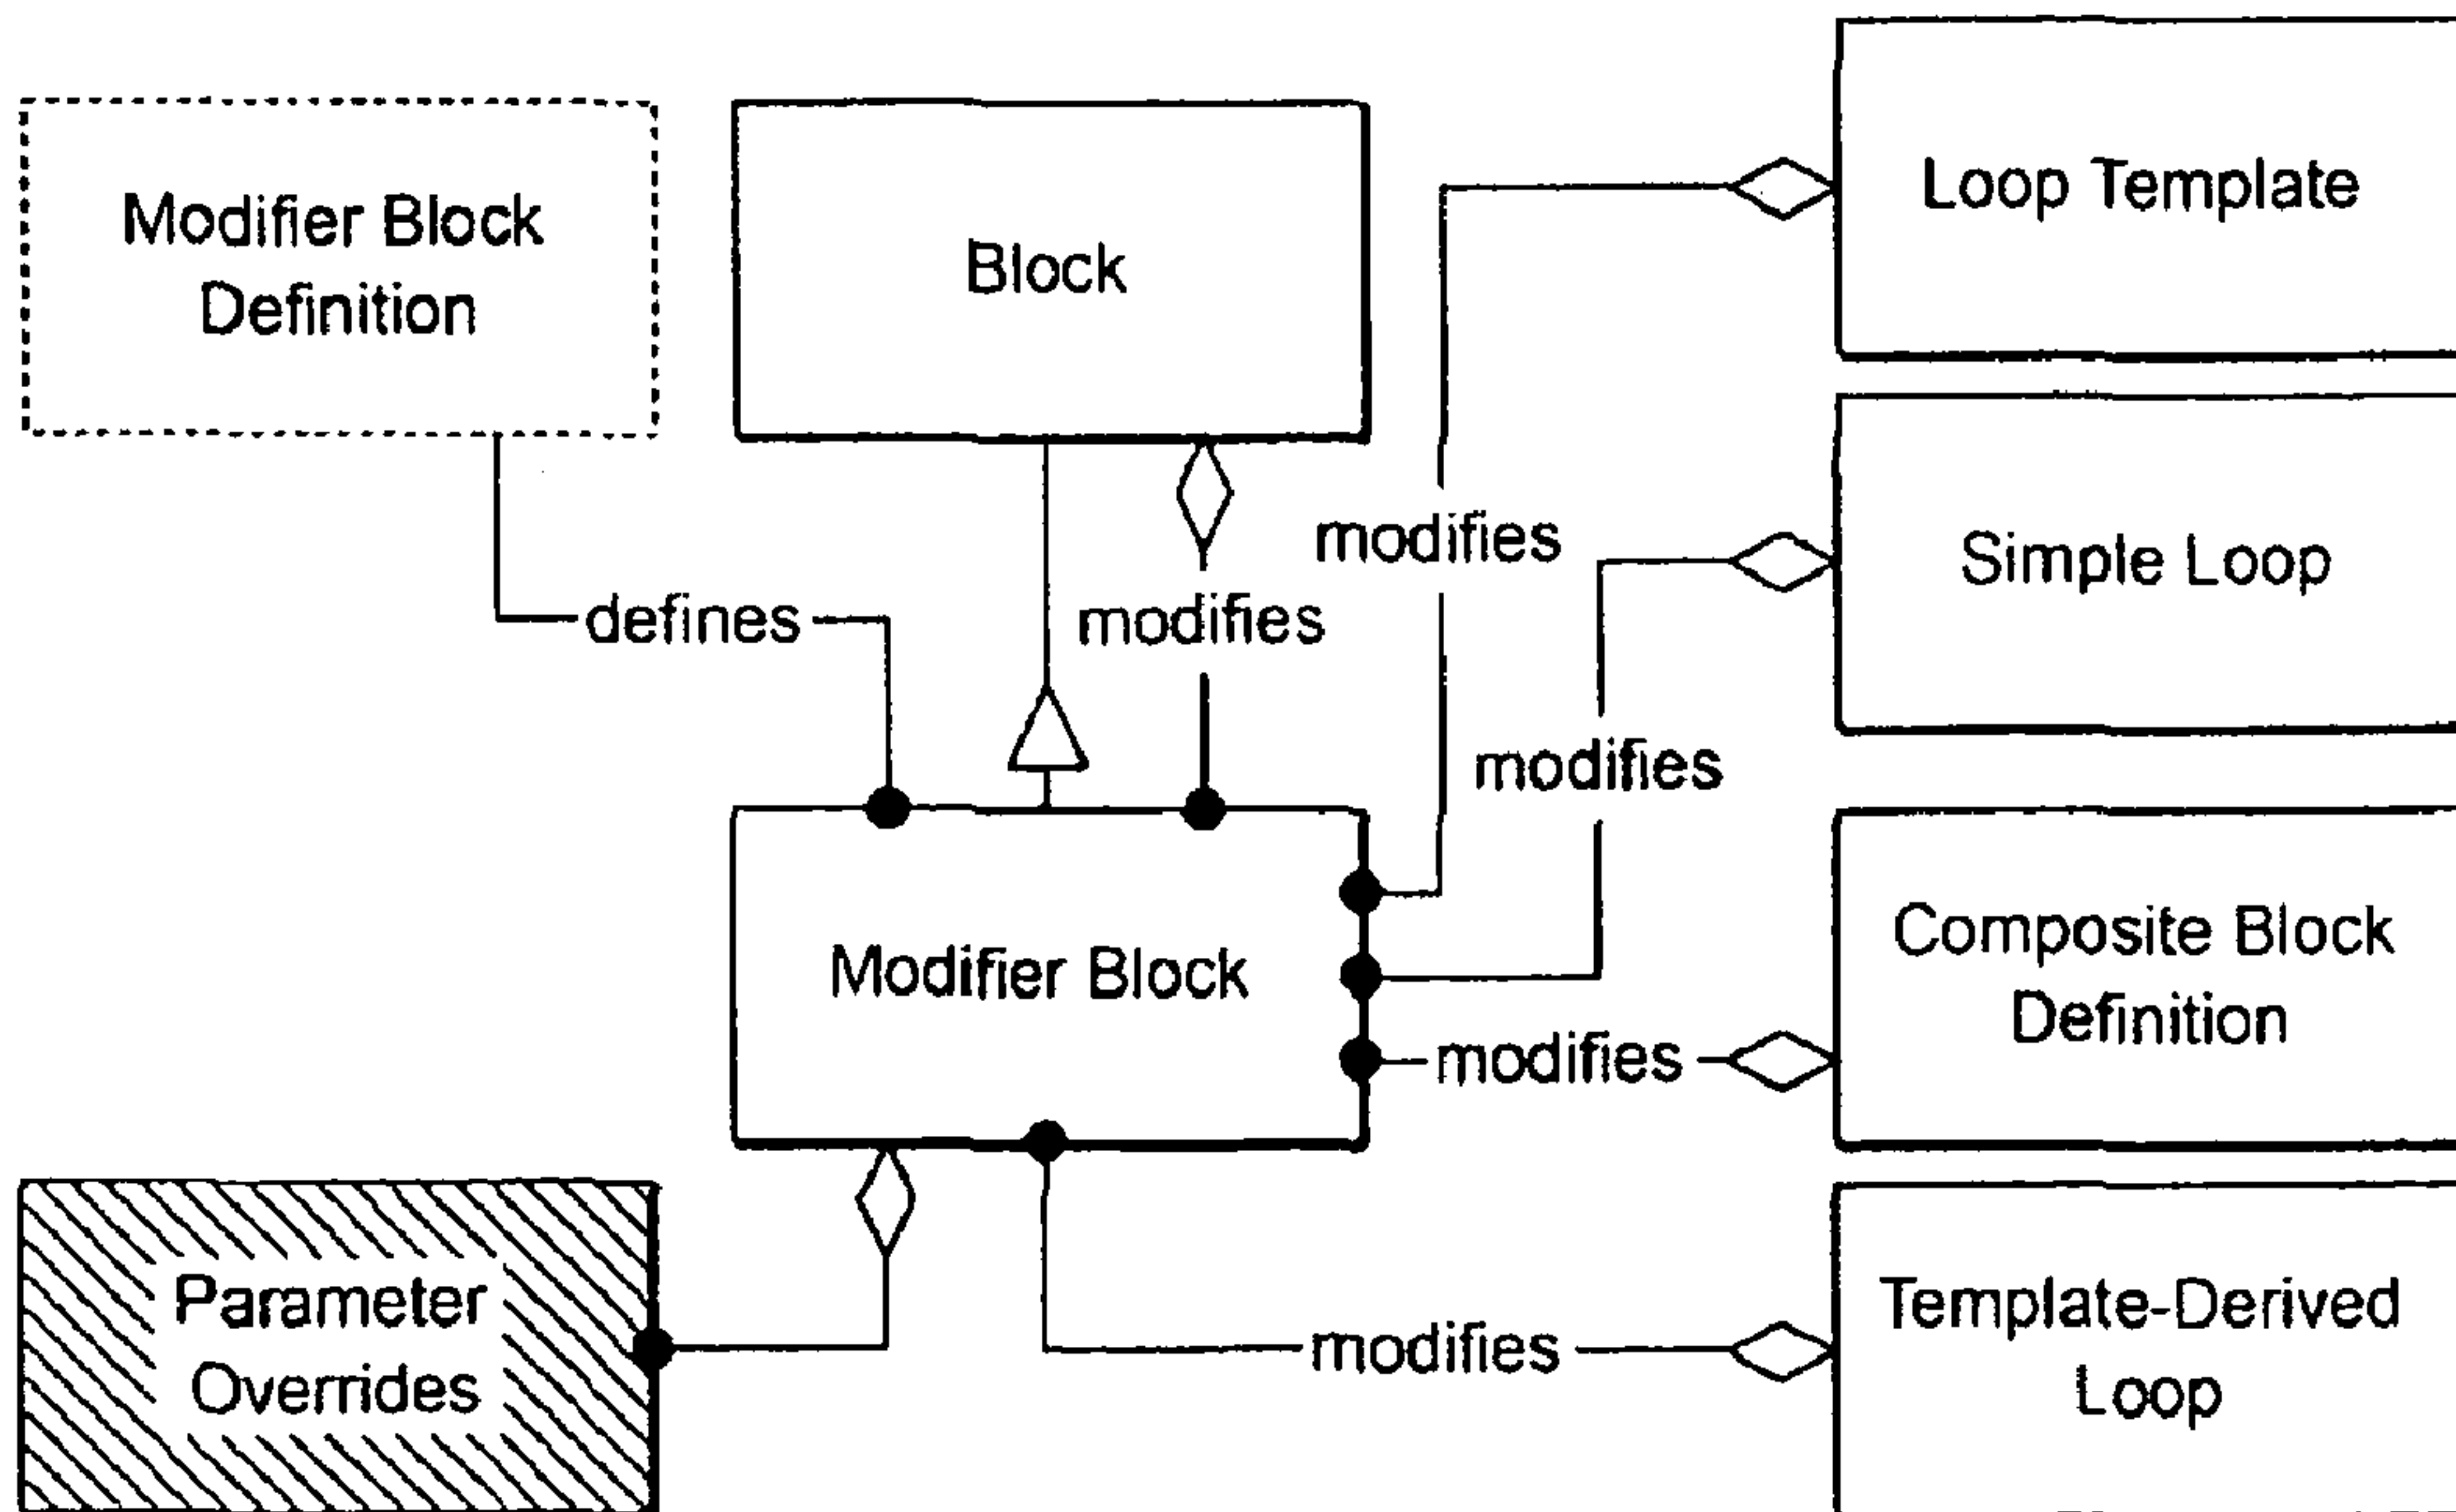 Modifier Block
Definition
Block
Loop Template
modifies
Simple Loop
defines
modifies
modifies
Modifier Block
Composite Block
Definition
modifies
Parameter
Overrides
modifies
Template-Derived
Loop